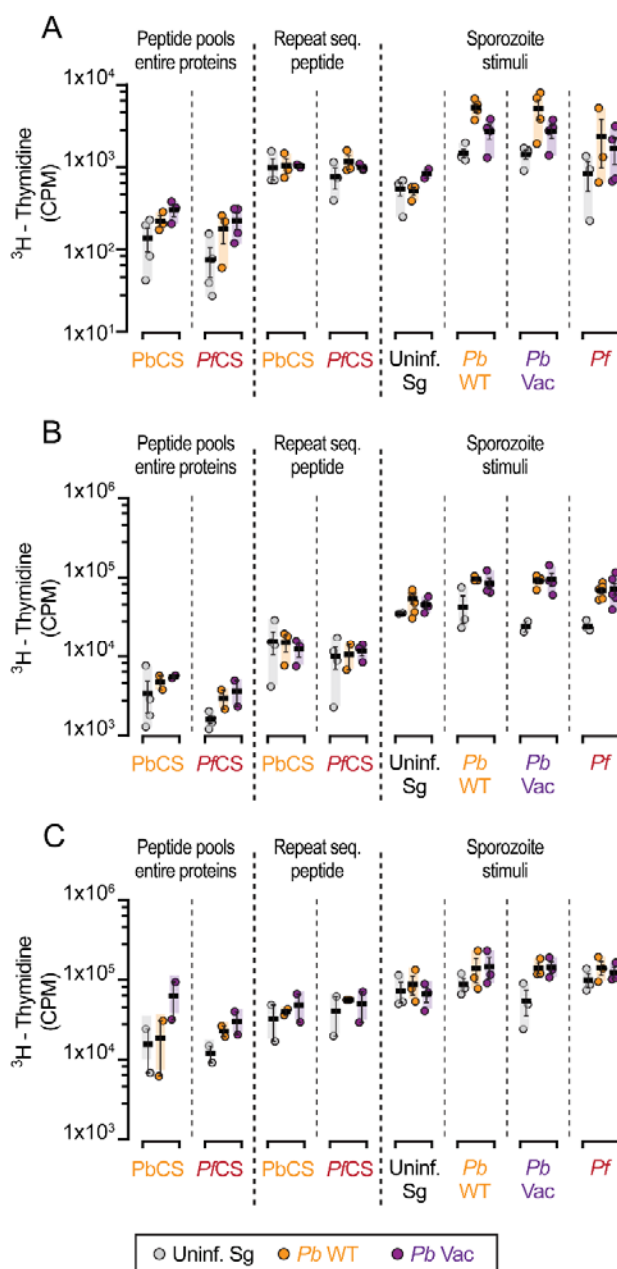 A
Peptide pools entire proteins
Repeat seq. peptide
Sporozoite stimuli
³H - Thymidine (CPM)
1x10⁴
1x10³
1x10²
1x10¹
PbCS
PfCS
PbCS
PfCS
Uninf. Sg
Pb WT
Pb Vac
Pf
B
Peptide pools entire proteins
Repeat seq. peptide
Sporozoite stimuli
³H - Thymidine (CPM)
1x10⁶
1x10⁵
1x10⁴
1x10³
PbCS
PfCS
PbCS
PfCS
Uninf. Sg
Pb WT
Pb Vac
Pf
C
Peptide pools entire proteins
Repeat seq. peptide
Sporozoite stimuli
³H - Thymidine (CPM)
1x10⁶
1x10⁵
1x10⁴
1x10³
PbCS
PfCS
PbCS
PfCS
Uninf. Sg
Pb WT
Pb Vac
Pf
Uninf. Sg
Pb WT
Pb Vac